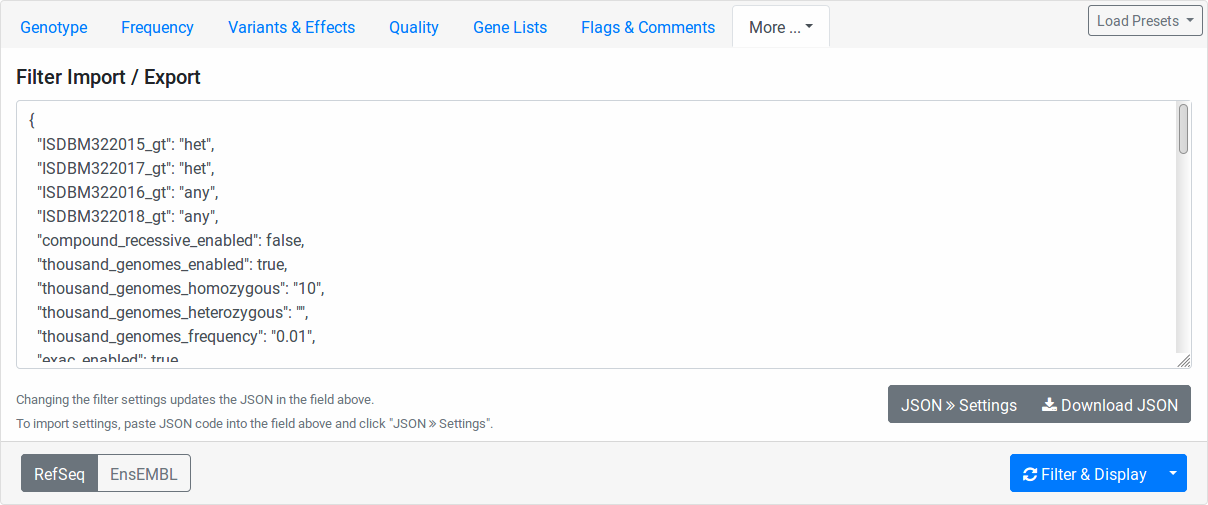 Genotype Frequency Variants & Effects Quality Gene Lists Flags & Comments More ... Load Presets
Filter Import / Export
{
"ISDBM322015_gt": "het",
"ISDBM322017_gt": "het",
"ISDBM322016_gt": "any",
"ISDBM322018_gt": "any",
"compound_recessive_enabled": false,
"thousand_genomes_enabled": true,
"thousand_genomes_homozygous": "10",
"thousand_genomes_heterozygous": "",
"thousand_genomes_frequency": "0.01",
"exac_enabled": true
Changing the filter settings updates the JSON in the field above.
JSON » Settings Download JSON
To import settings, paste JSON code into the field above and click "JSON » Settings".
RefSeq EnsEMBL Filter & Display